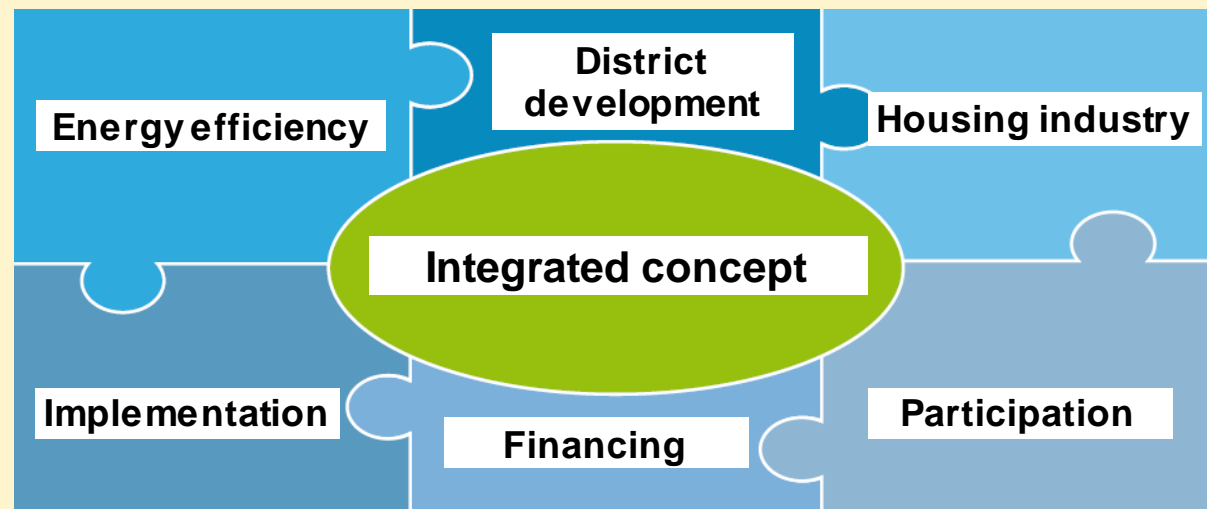 District
development
Energy efficiency
Housing industry
Integrated concept
Implementation
Financing
Participation